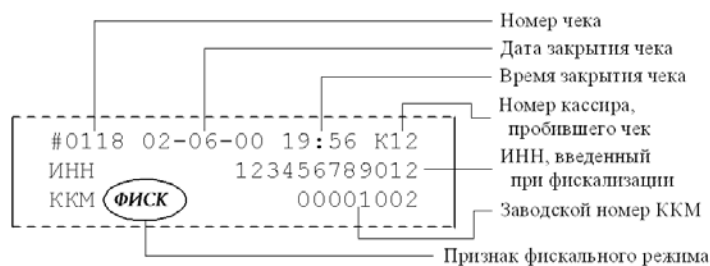 Номер чека
Дата закрытия чека
Время закрытия чека
Номер кассира,
пробившего чек
#0118 02-06-00 19:56 К12
ИНН 123456789012
ИНН, введенный
при фискализации
ККМ ФИСК 00001002
Заводской номер ККМ
Признак фискального режима